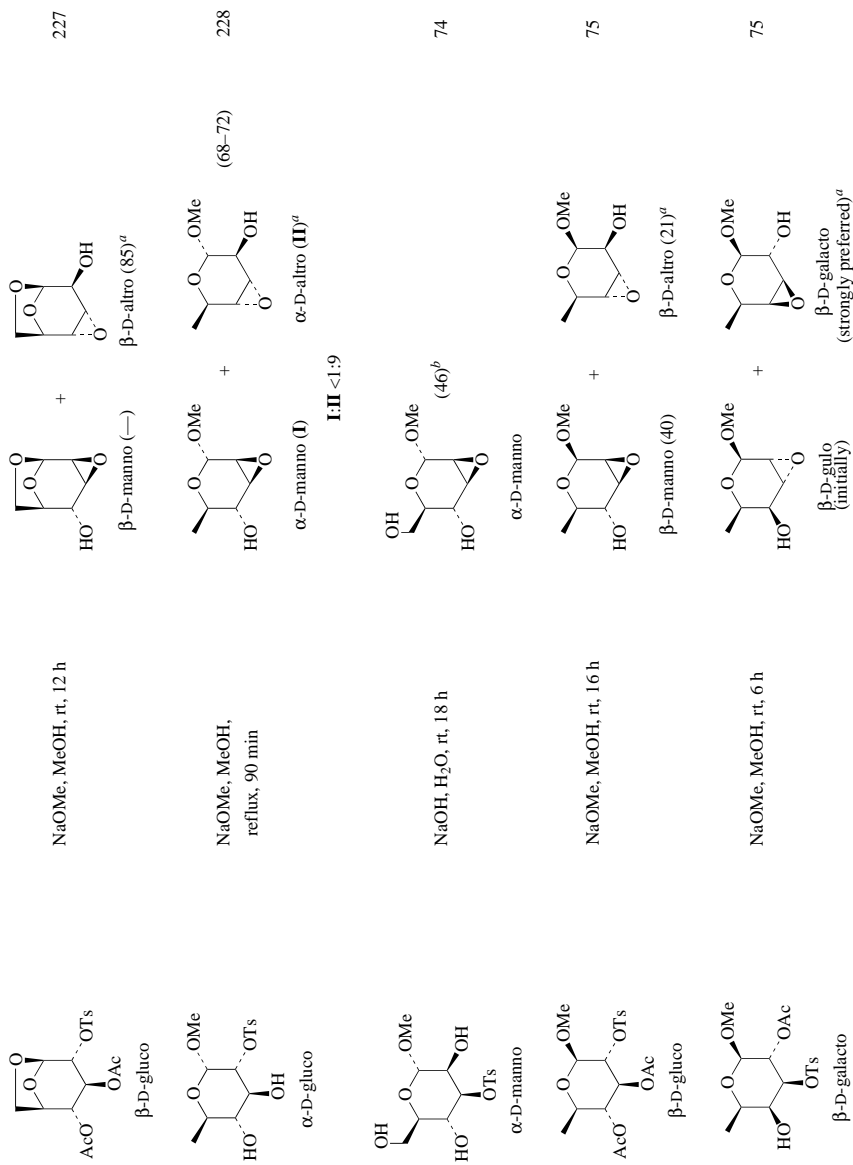 O
O
AcO
OAc
OTs
β-D-gluco
NaOMe, MeOH, rt, 12 h
O
O
HO
O
β-D-manno (—)
+
O
O
O
OH
β-D-altro (85)ᵃ
227
O
OMe
HO
OH
OTs
α-D-gluco
NaOMe, MeOH,
reflux, 90 min
O
OMe
HO
O
α-D-manno (I)
+
O
OMe
O
OH
α-D-altro (II)ᵃ
(68–72)
I:II <1:9
228
OH
O
OMe
HO
OTs
OH
α-D-manno
NaOH, H₂O, rt, 18 h
OH
O
OMe
HO
O
α-D-manno
(46)ᵇ
74
O
OMe
AcO
OAc
OTs
β-D-gluco
NaOMe, MeOH, rt, 16 h
O
OMe
HO
O
β-D-manno (40)
+
O
OMe
O
OH
β-D-altro (21)ᵃ
75
O
OMe
HO
OTs
OAc
β-D-galacto
NaOMe, MeOH, rt, 6 h
O
OMe
HO
O
β-D-gulo
(initially)
+
O
OMe
O
OH
β-D-galacto
(strongly preferred)ᵃ
75